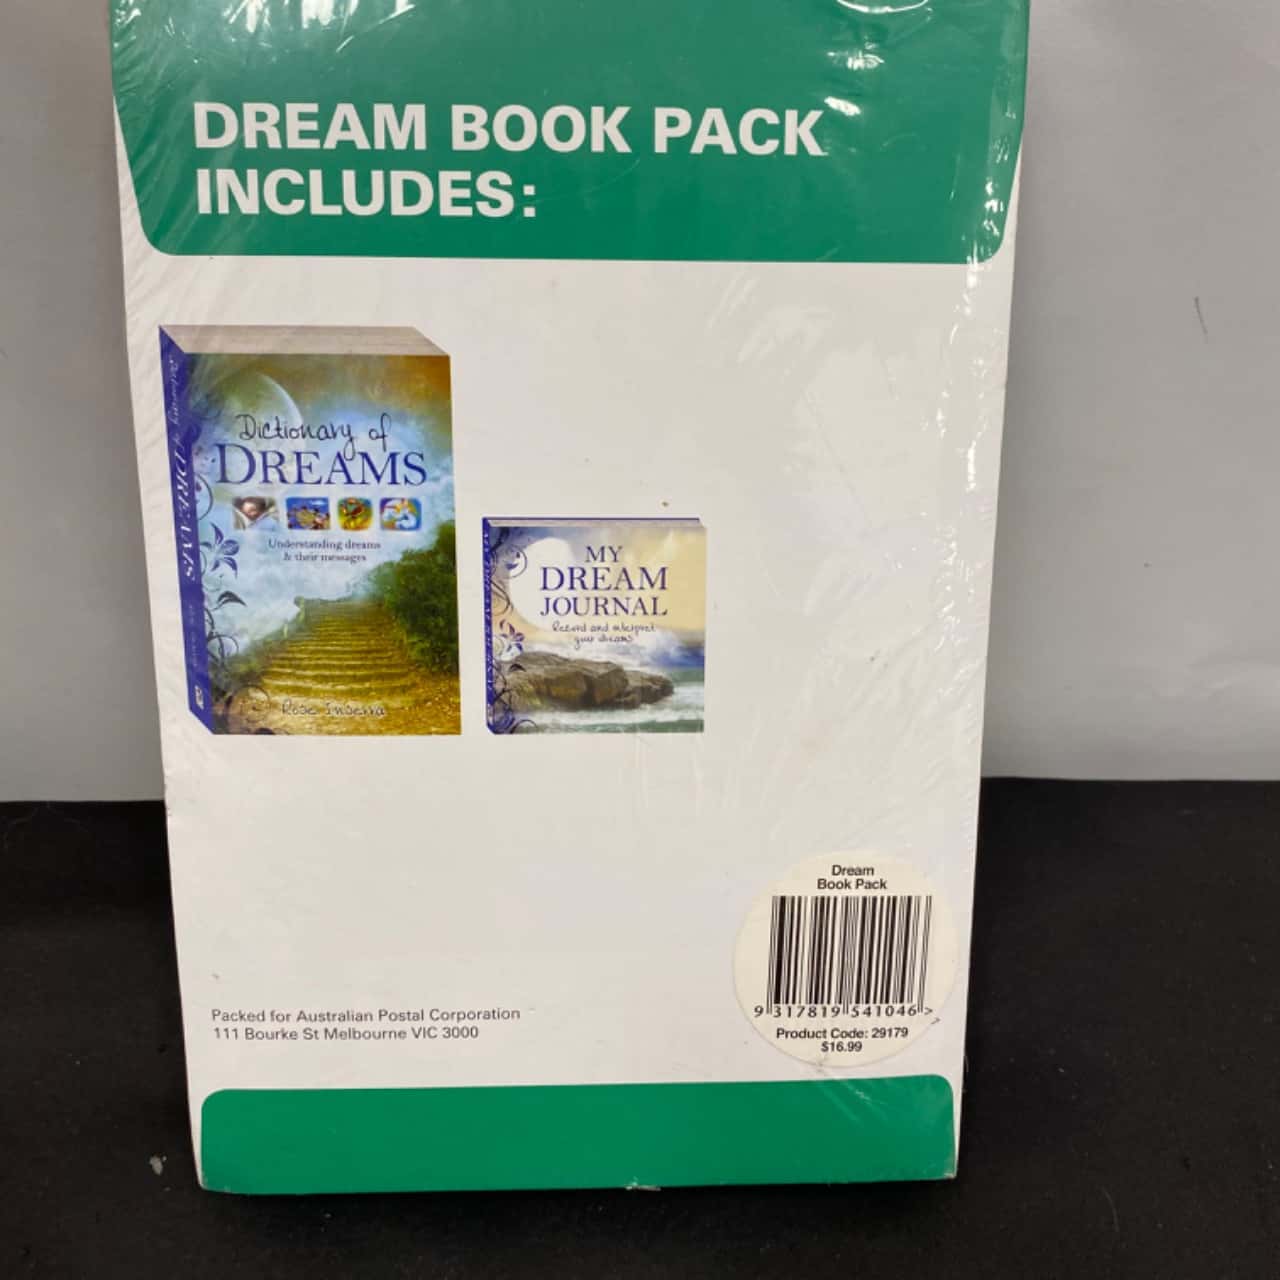 DREAM BOOK PACK
INCLUDES:
Dictionary of
DREAMS
Understanding dreams
& their messages
Rose Inserra
Dictionary of DREAMS
MY
DREAM
JOURNAL
Record and interpret
your dreams
Dream
Book Pack
9 317819 541046 >
Product Code: 29179
$16.99
Packed for Australian Postal Corporation
111 Bourke St Melbourne VIC 3000